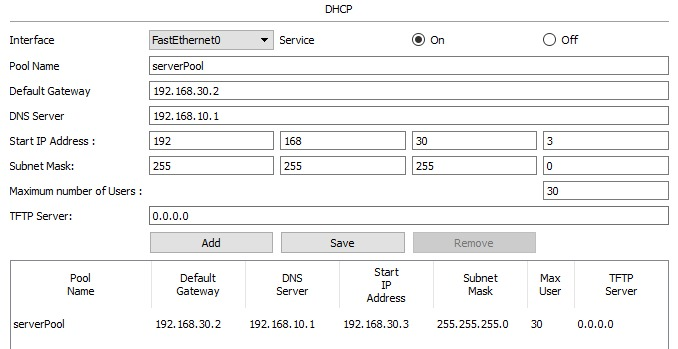 DHCP
Interface FastEthernet0 Service On Off
Pool Name serverPool
Default Gateway 192.168.30.2
DNS Server 192.168.10.1
Start IP Address : 192 168 30 3
Subnet Mask: 255 255 255 0
Maximum number of Users : 30
TFTP Server: 0.0.0.0
Add Save Remove
Pool Name Default Gateway DNS Server Start IP Address Subnet Mask Max User TFTP Server
serverPool 192.168.30.2 192.168.10.1 192.168.30.3 255.255.255.0 30 0.0.0.0